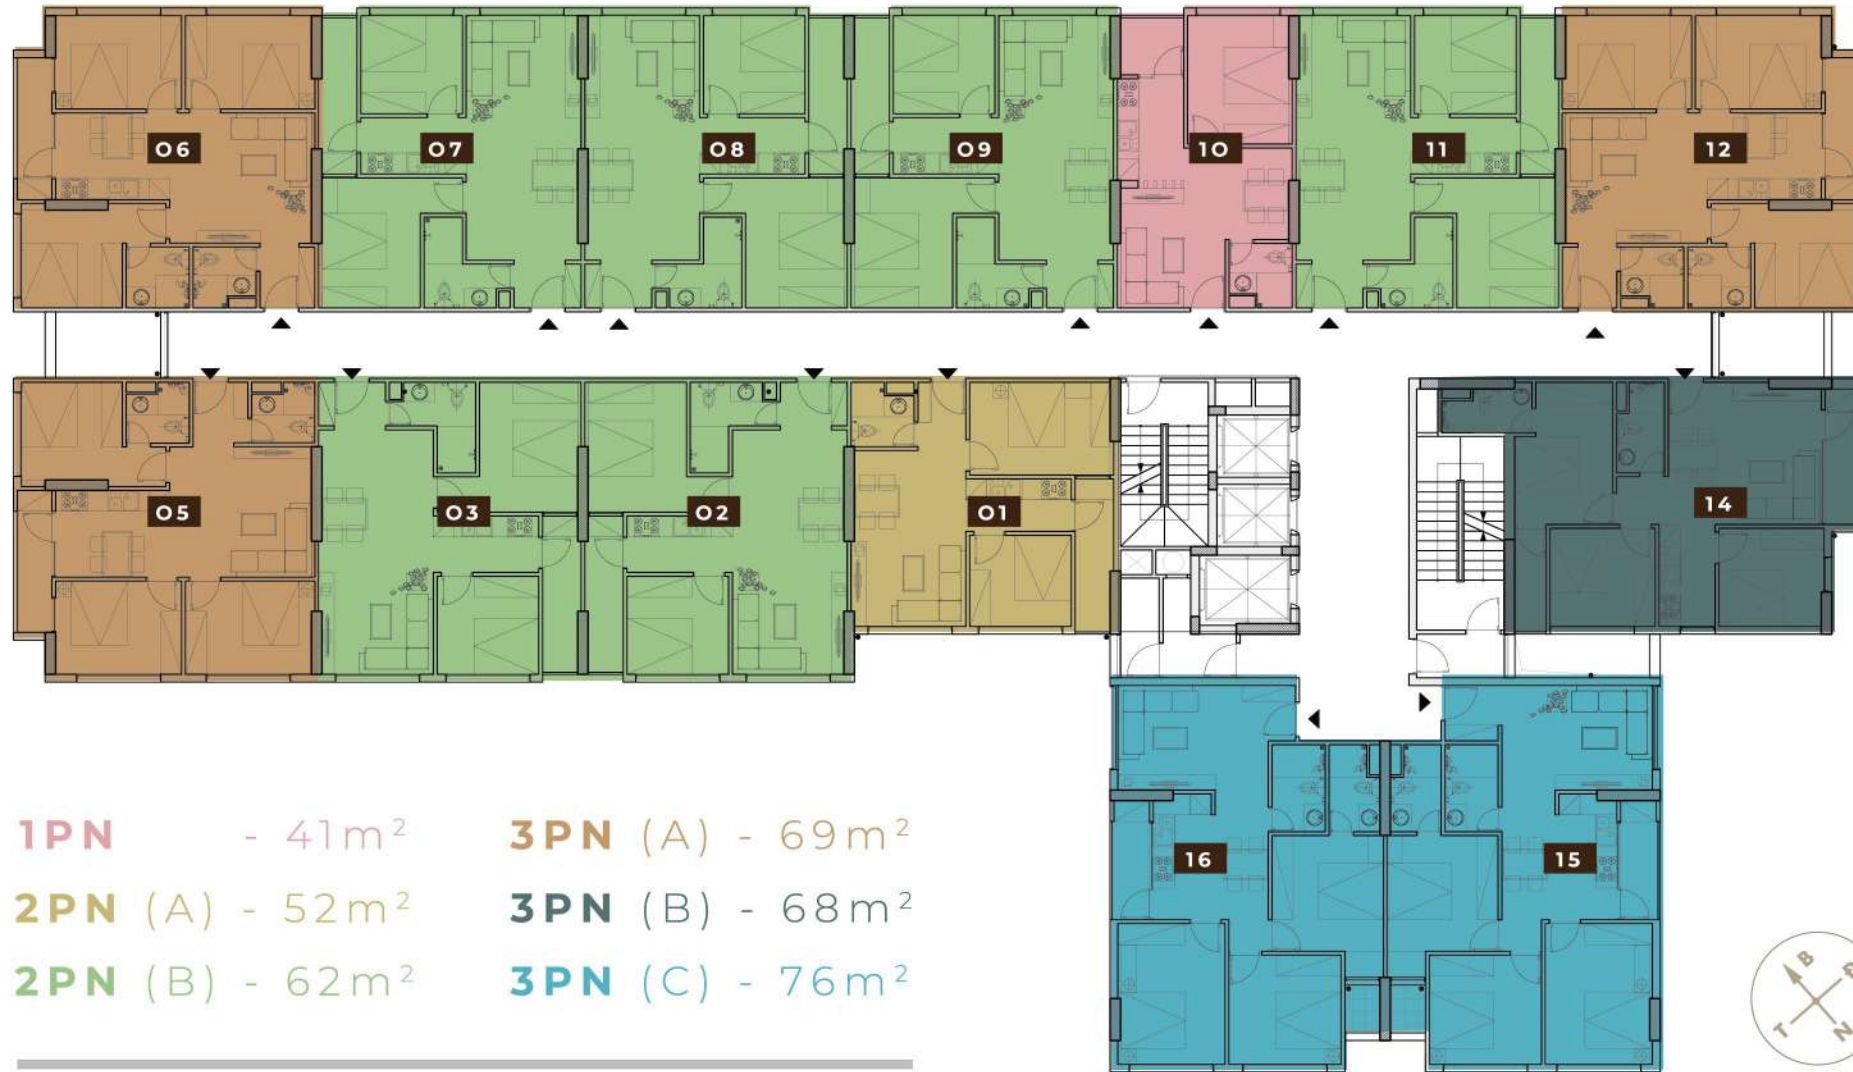 06 07 08 09 10 11 12
05 03 02 01 14
16 15
1PN - 41m²
2PN (A) - 52m²
2PN (B) - 62m²
3PN (A) - 69m²
3PN (B) - 68m²
3PN (C) - 76m²
B Đ
T N